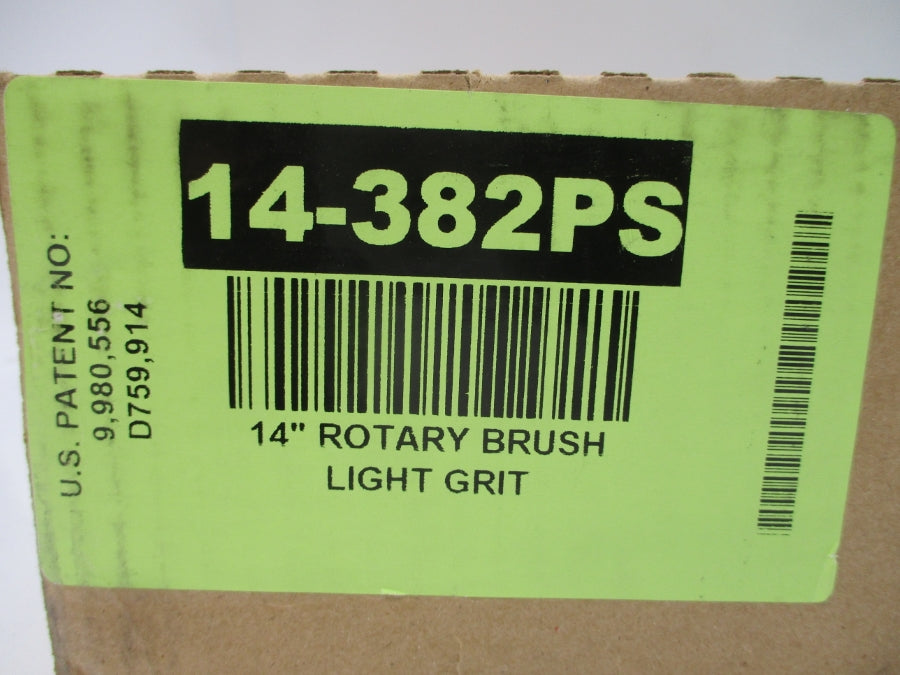 14-382PS
U.S. PATENT NO:
9,980,556
D759,914
14" ROTARY BRUSH
LIGHT GRIT